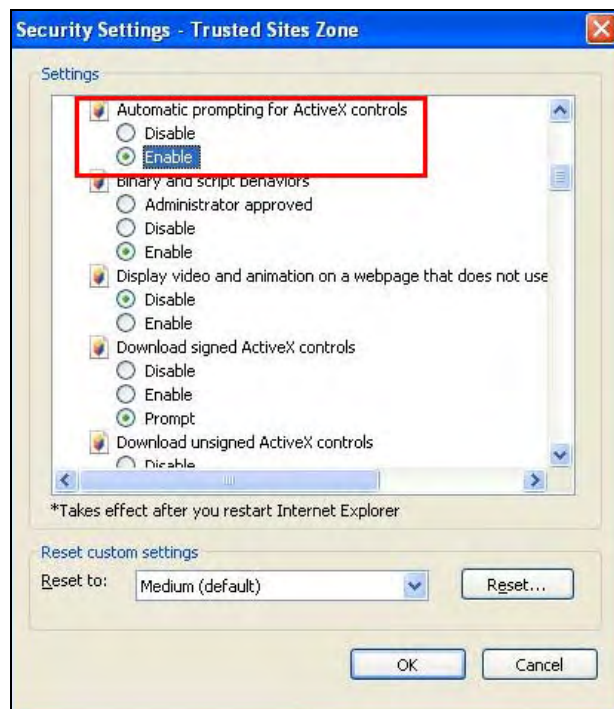 Security Settings - Trusted Sites Zone
Settings
Automatic prompting for ActiveX controls
Disable
Enable
Binary and script behaviors
Administrator approved
Disable
Enable
Display video and animation on a webpage that does not use
Disable
Enable
Download signed ActiveX controls
Disable
Enable
Prompt
Download unsigned ActiveX controls
Disable
*Takes effect after you restart Internet Explorer
Reset custom settings
Reset to:
Medium (default)
Reset...
OK
Cancel